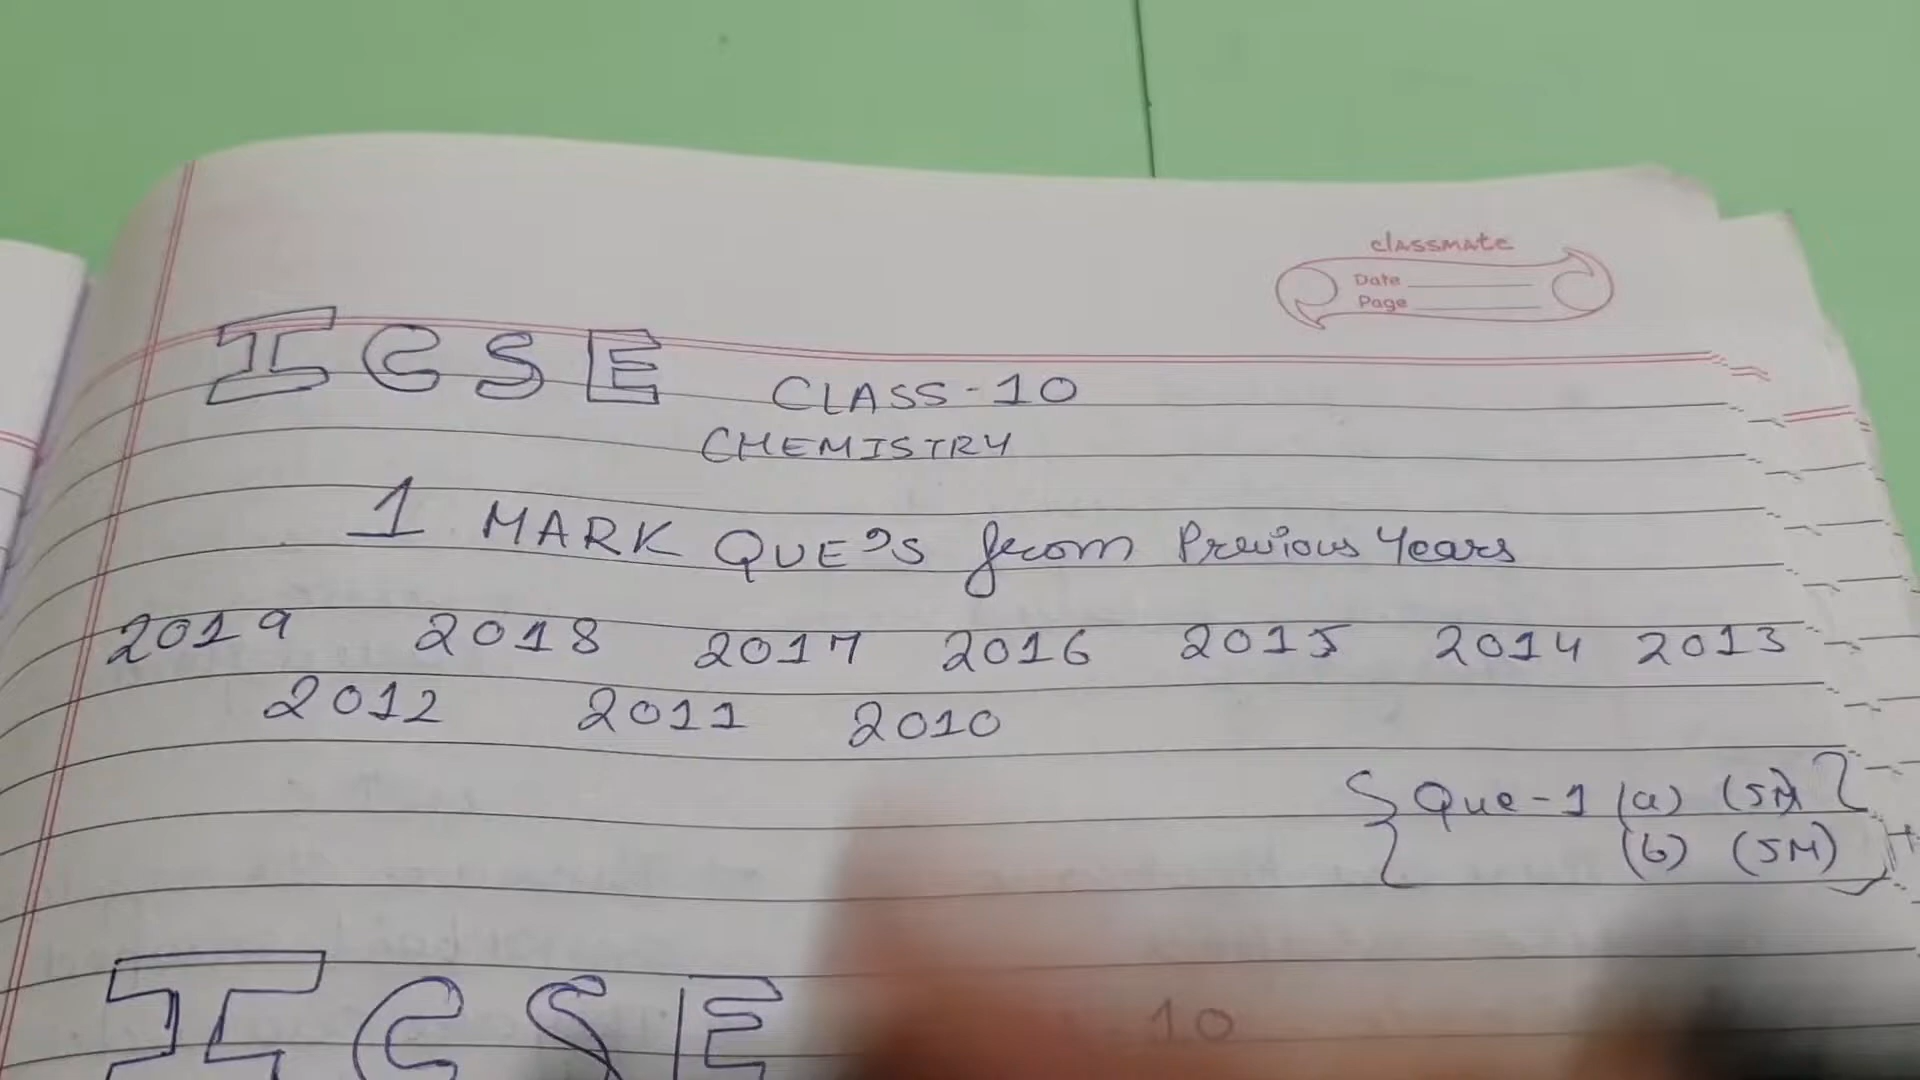 classmate
Date
Page
ICSE CLASS-10
CHEMISTRY
1 MARK QUE'S from Previous Years
2019 2018 2017 2016 2015 2014 2013
2012 2011 2010
{ Que-1 (a) (5M) }
(b) (5M)
ICSE 10